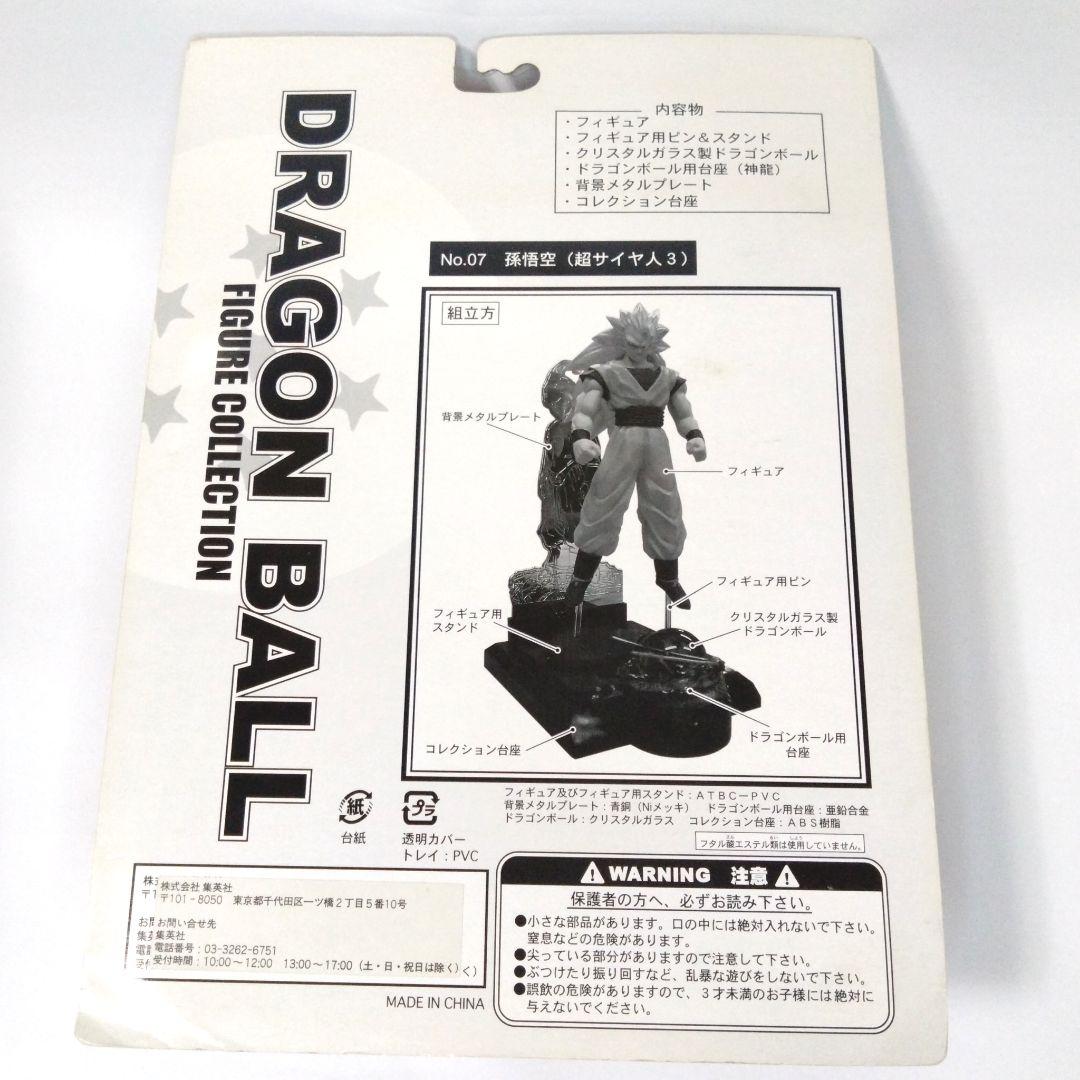 DRAGON BALL
FIGURE COLLECTION
内容物
・フィギュア
・フィギュア用ピン＆スタンド
・クリスタルガラス製ドラゴンボール
・ドラゴンボール用台座（神龍）
・背景メタルプレート
・コレクション台座
No.07 孫悟空（超サイヤ人３）
組立方
背景メタルプレート
フィギュア
フィギュア用ピン
クリスタルガラス製
ドラゴンボール
フィギュア用
スタンド
コレクション台座
ドラゴンボール用
台座
フィギュア及びフィギュア用スタンド：ＡＴＢＣ－ＰＶＣ
背景メタルプレート：青銅（Niメッキ） ドラゴンボール用台座：亜鉛合金
ドラゴンボール：クリスタルガラス コレクション台座：ＡＢＳ樹脂
フタル酸エステル類は使用していません。
紙
台紙
プラ
透明カバー
トレイ：PVC
株式会社 集英社
〒101-8050 東京都千代田区一ツ橋２丁目５番10号
お問い合せ先
集英社
電話番号：03-3262-6751
受付時間：10:00～12:00 13:00～17:00（土・日・祝日は除く）
MADE IN CHINA
WARNING 注意
保護者の方へ、必ずお読み下さい。
●小さな部品があります。口の中には絶対入れないで下さい。
窒息などの危険があります。
●尖っている部分がありますので注意して下さい。
●ぶつけたり振り回すなど、乱暴な遊びをしないで下さい。
●誤飲の危険がありますので、３才未満のお子様には絶対に
与えないでください。